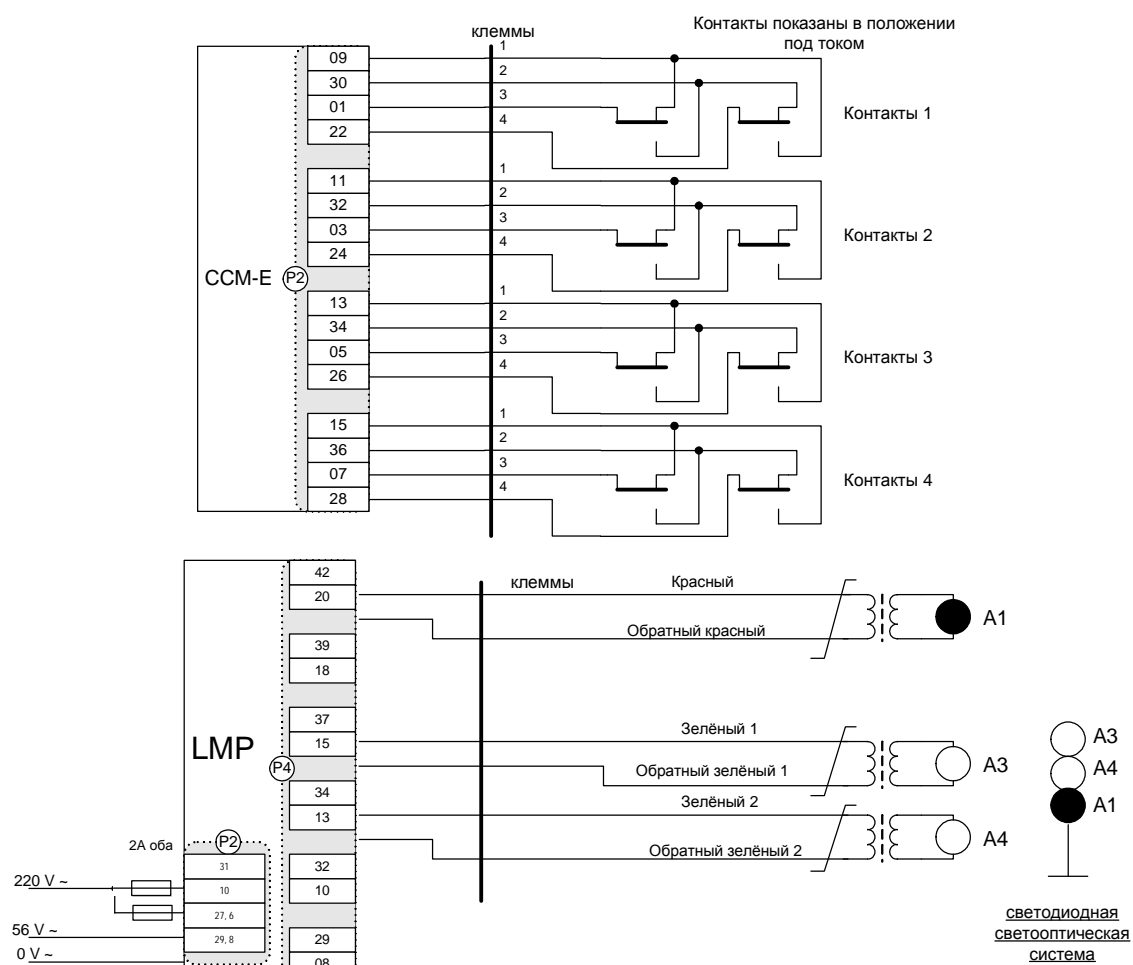 клеммы
Контакты показаны в положении
под током
09
30
01
22
1
2
3
4
Контакты 1
11
32
03
24
1
2
3
4
Контакты 2
CCM-E
P2
13
34
05
26
1
2
3
4
Контакты 3
15
36
07
28
1
2
3
4
Контакты 4
42
20
клеммы
Красный
Обратный красный
A1
39
18
LMP
P4
37
15
Зелёный 1
Обратный зелёный 1
A3
34
13
Зелёный 2
Обратный зелёный 2
A4
A3
A4
A1
2А оба
P2
31
10
27, 6
29, 8
220 V ~
56 V ~
0 V ~
32
10
29
08
светодиодная
светооптическая
система